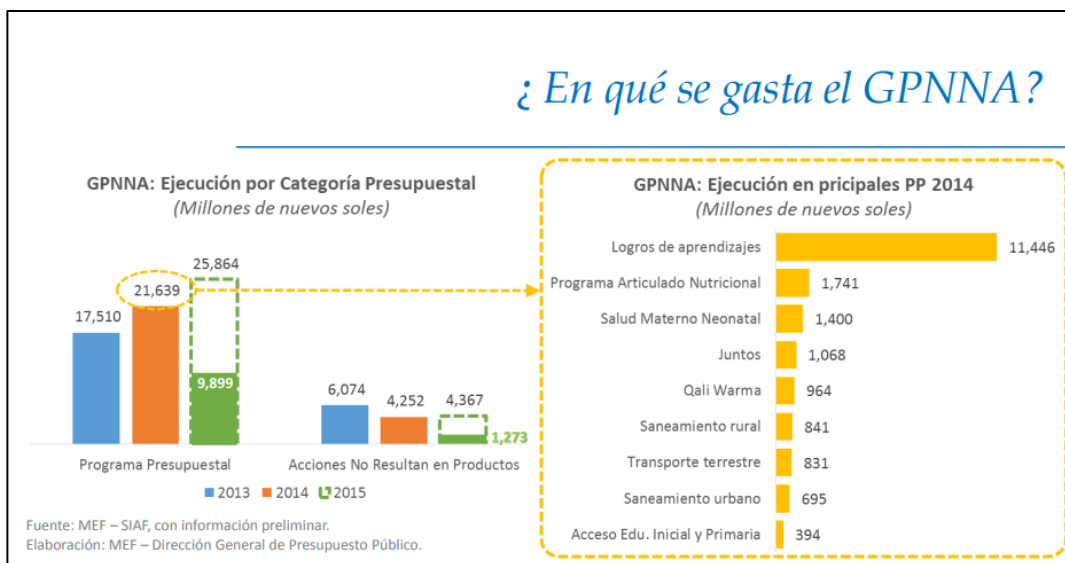 ¿ En qué se gasta el GPNNA?
GPNNA: Ejecución por Categoría Presupuestal
(Millones de nuevos soles)
25,864
21,639
17,510
9,899
6,074
4,252
4,367
1,273
Programa Presupuestal
Acciones No Resultan en Productos
2013
2014
2015
Fuente: MEF – SIAF, con información preliminar.
Elaboración: MEF – Dirección General de Presupuesto Público.
GPNNA: Ejecución en pricipales PP 2014
(Millones de nuevos soles)
Logros de aprendizajes 11,446
Programa Articulado Nutricional 1,741
Salud Materno Neonatal 1,400
Juntos 1,068
Qali Warma 964
Saneamiento rural 841
Transporte terrestre 831
Saneamiento urbano 695
Acceso Edu. Inicial y Primaria 394